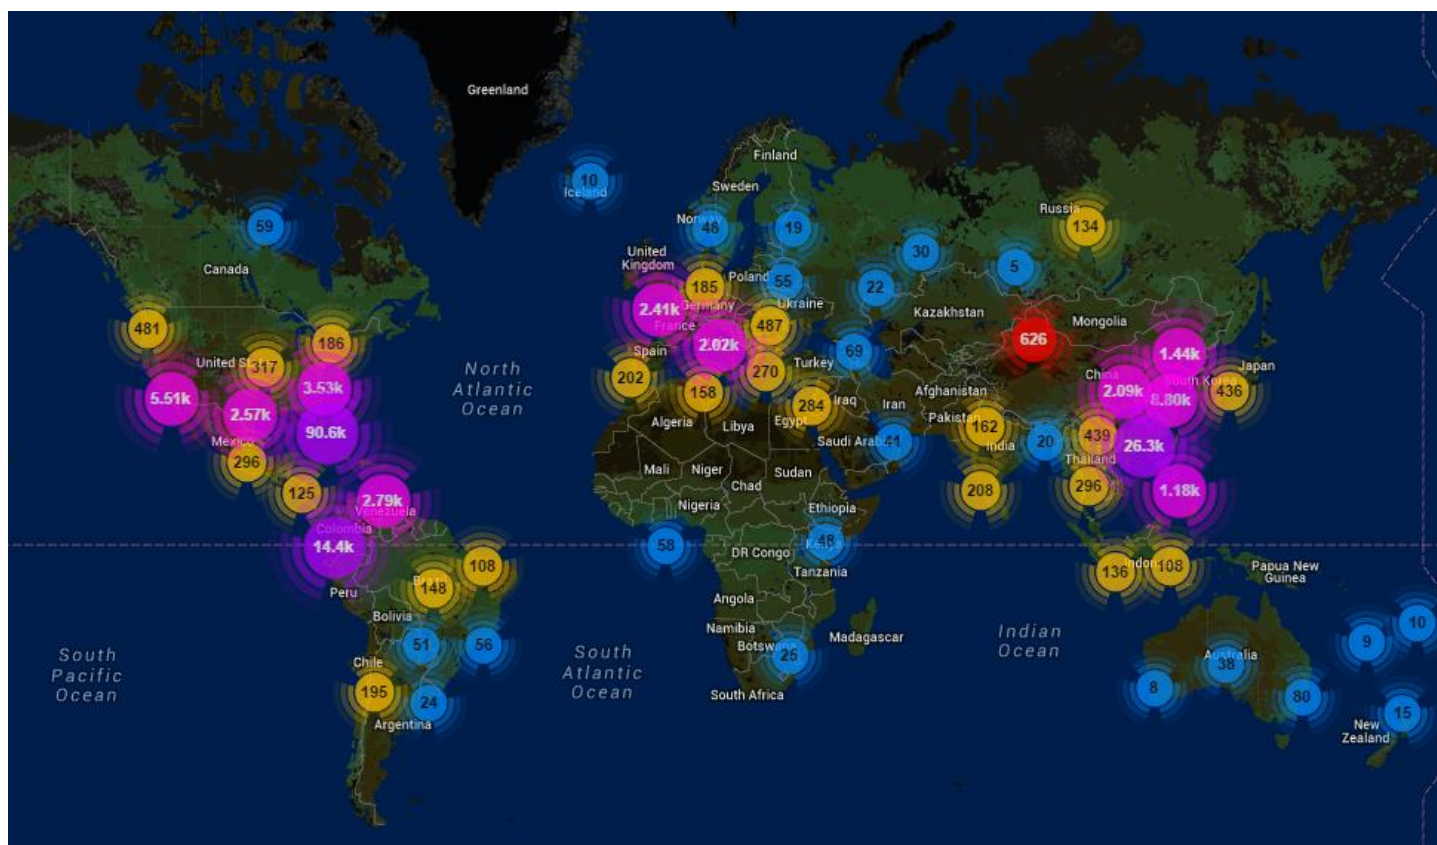 Greenland
Finland
10
Iceland
Sweden
Russia
59
Norway
48
19
134
United
Kingdom
30
Canada
5
185
Poland
55
22
Germany
2.41k
Ukraine
Kazakhstan
Mongolia
481
France
487
626
186
2.02k
69
1.44k
United States
317
Spain
Turkey
Japan
North
Atlantic
Ocean
202
270
China
South Korea
5.51k
3.53k
158
284
Iraq
Iran
Afghanistan
2.09k
8.80k
436
2.57k
Algeria
Libya
Egypt
Pakistan
162
90.6k
Mexico
Saudi Arabia
41
India
20
439
26.3k
296
Mali
Niger
Chad
Sudan
Thailand
125
2.79k
Venezuela
Nigeria
Ethiopia
208
296
1.18k
Colombia
14.4k
58
DR Congo
48
Kenya
Tanzania
108
Brazil
148
136
Indonesia
108
Papua New
Guinea
Peru
Angola
Bolivia
Namibia
Botswana
25
Madagascar
Indian
Ocean
10
9
51
56
South
Pacific
Ocean
Chile
South
Atlantic
Ocean
Australia
38
195
24
South Africa
8
80
15
Argentina
New
Zealand